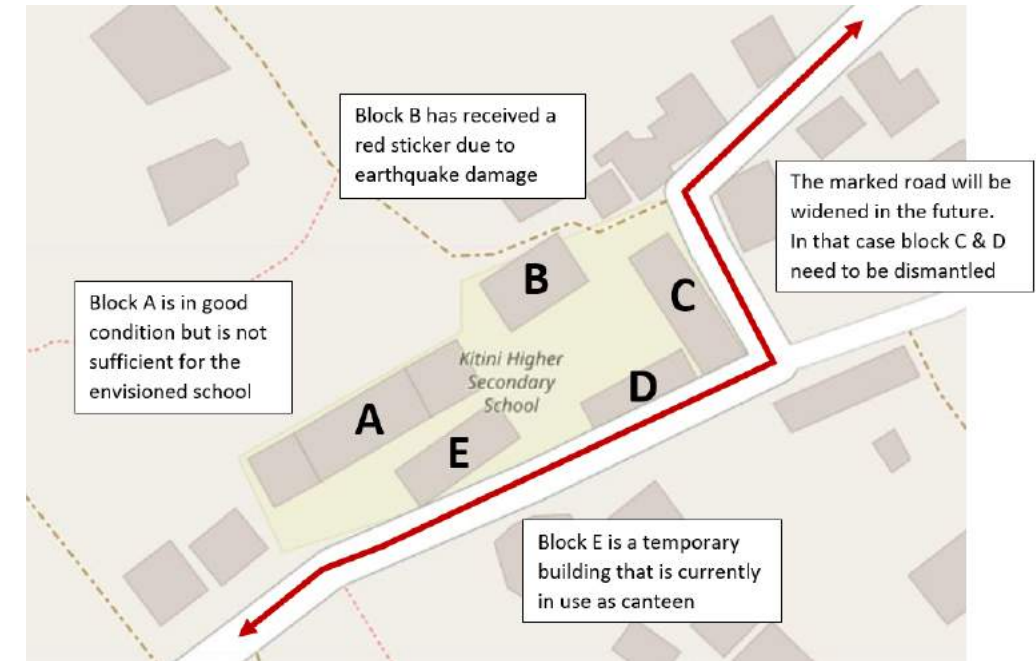 Block B has received a
red sticker due to
earthquake damage
The marked road will be
widened in the future.
In that case block C & D
need to be dismantled
Block A is in good
condition but is not
sufficient for the
envisioned school
B
C
Kitini Higher
Secondary
School
D
A
E
Block E is a temporary
building that is currently
in use as canteen